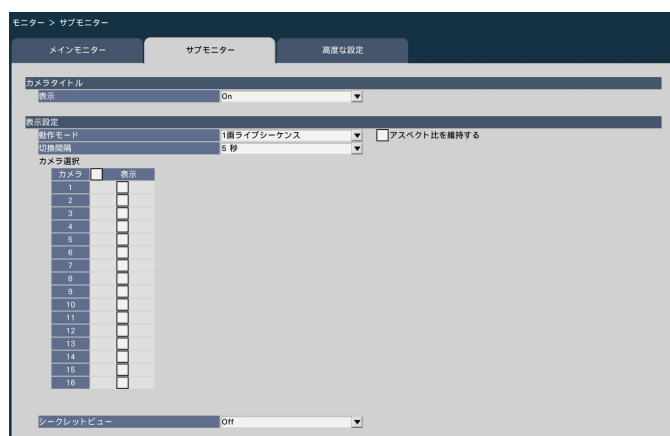 モニター > サブモニター
メインモニター サブモニター 高度な設定
カメラタイトル
表示 On
表示設定
動作モード 1画ライブシーケンス アスペクト比を維持する
切換間隔 5 秒
カメラ選択
カメラ 表示
1
2
3
4
5
6
7
8
9
10
11
12
13
14
15
16
シークレットビュー Off